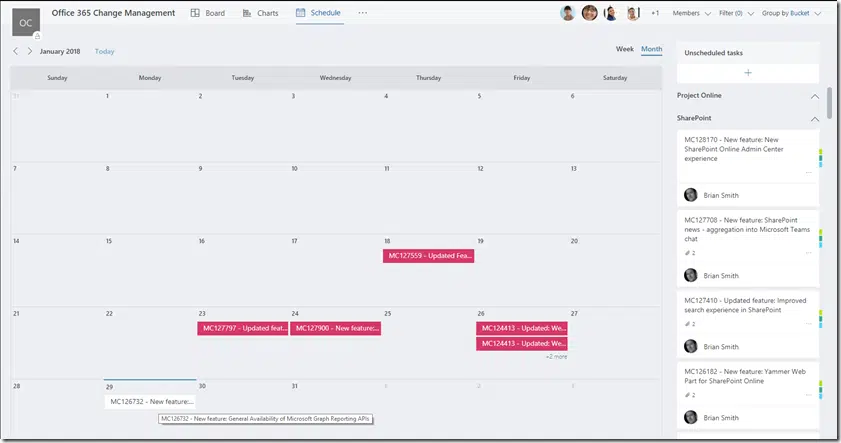 OC
Office 365 Change Management
Board
Charts
Schedule
...
+1
Members
Filter (0)
Group by Bucket
January 2018
Today
Week
Month
Sunday
Monday
Tuesday
Wednesday
Thursday
Friday
Saturday
31
1
2
3
4
5
6
7
8
9
10
11
12
13
14
15
16
17
18
19
20
MC127559 - Updated Fea...
21
22
23
24
25
26
27
MC127797 - Updated feat...
MC127900 - New feature:...
MC124413 - Updated: We...
MC124413 - Updated: We...
+2 more
28
29
30
31
1
2
3
MC126732 - New feature:...
MC126732 - New feature: General Availability of Microsoft Graph Reporting APIs
Unscheduled tasks
+
Project Online
SharePoint
MC128170 - New feature: New
SharePoint Online Admin Center
experience
...
Brian Smith
MC127708 - New feature: SharePoint
news - aggregation into Microsoft Teams
chat
2
...
Brian Smith
MC127410 - Updated feature: Improved
search experience in SharePoint
2
...
Brian Smith
MC126182 - New feature: Yammer Web
Part for SharePoint Online
2
...
Brian Smith